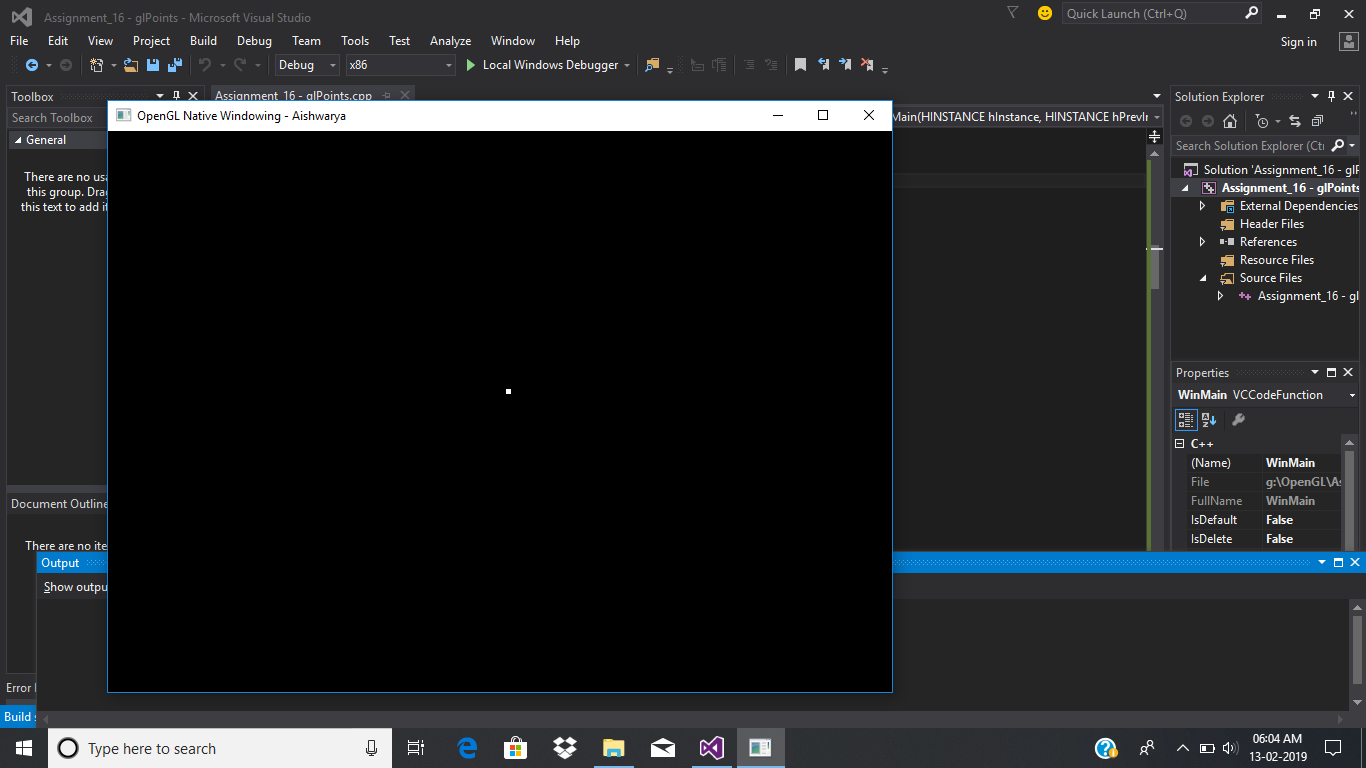 Assignment_16 - glPoints - Microsoft Visual Studio
Quick Launch (Ctrl+Q)
File Edit View Project Build Debug Team Tools Test Analyze Window Help
Sign in
Debug x86 Local Windows Debugger
Toolbox
Search Toolbox
General
There are no usa
this group. Drag
this text to add it
Assignment_16 - glPoints.cpp
OpenGL Native Windowing - Aishwarya
Main(HINSTANCE hInstance, HINSTANCE hPrevIn
Solution Explorer
Search Solution Explorer (Ctr
Solution 'Assignment_16 - glP
Assignment_16 - glPoints
External Dependencies
Header Files
References
Resource Files
Source Files
Assignment_16 - gl
Properties
WinMain VCCodeFunction
C++
(Name) WinMain
File g:\OpenGL\As
FullName WinMain
IsDefault False
IsDelete False
Document Outline
There are no ite
Output
Show outpu
Error
Build s
Type here to search
06:04 AM
13-02-2019